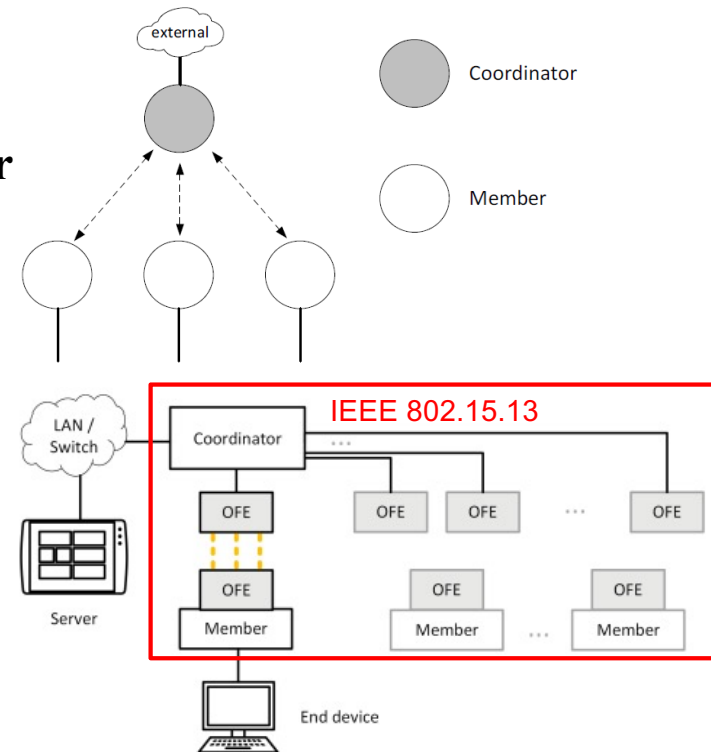 external
Coordinator
r
Member
IEEE 802.15.13
LAN /
Switch
Coordinator
...
OFE
OFE
OFE
...
OFE
OFE
OFE
OFE
Server
Member
Member
...
Member
End device